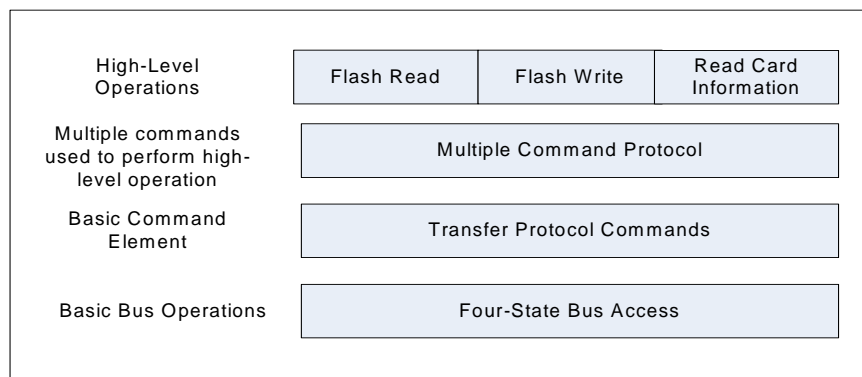 High-Level
Operations
Flash Read
Flash Write
Read Card
Information
Multiple commands
used to perform high-
level operation
Multiple Command Protocol
Basic Command
Element
Transfer Protocol Commands
Basic Bus Operations
Four-State Bus Access